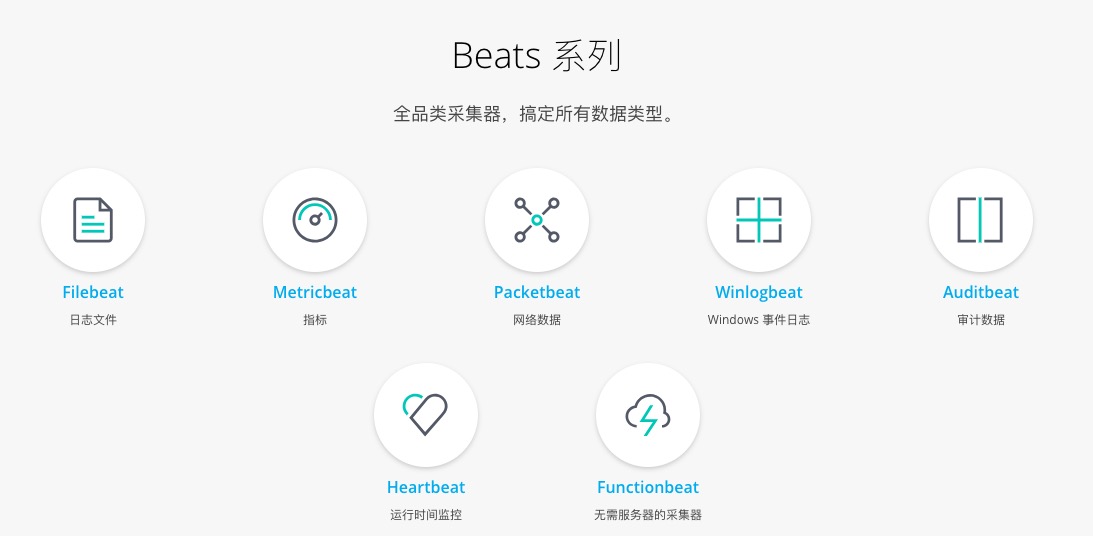 Beats 系列
全品类采集器，搞定所有数据类型。
Filebeat
日志文件
Metricbeat
指标
Packetbeat
网络数据
Winlogbeat
Windows 事件日志
Auditbeat
审计数据
Heartbeat
运行时间监控
Functionbeat
无需服务器的采集器